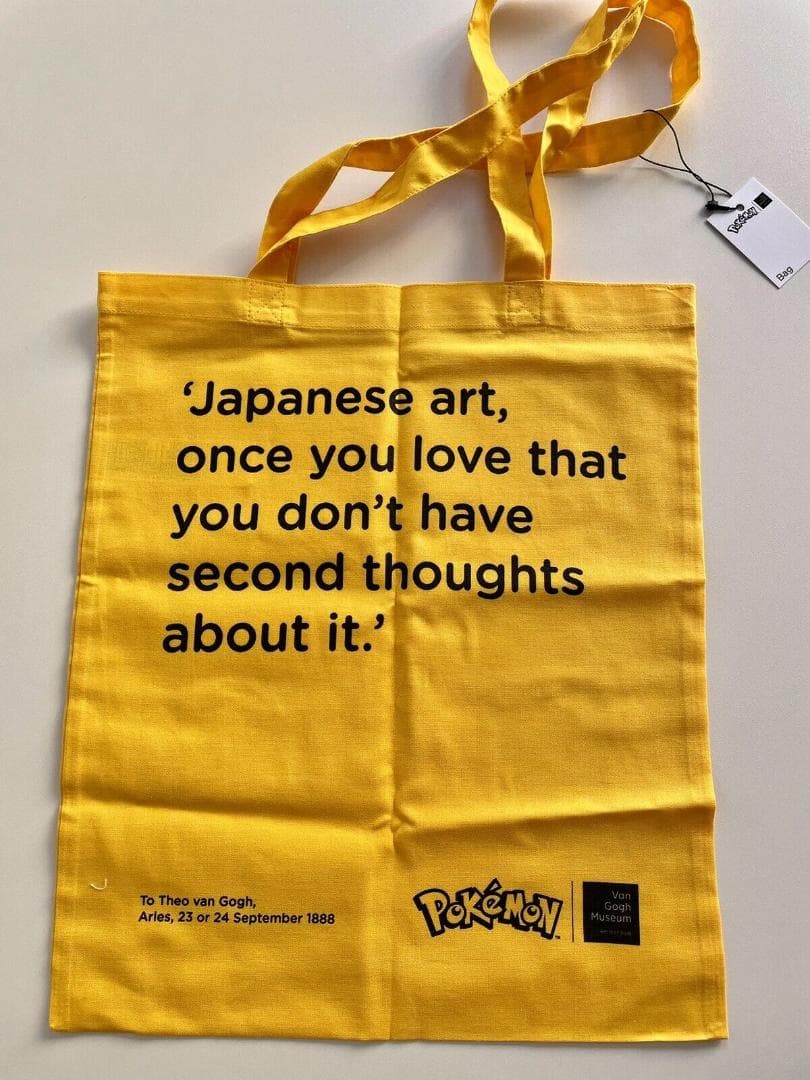 Pokémon
Bag
‘Japanese art,
once you love that
you don’t have
second thoughts
about it.’
To Theo van Gogh,
Arles, 23 or 24 September 1888
Pokémon
Van
Gogh
Museum